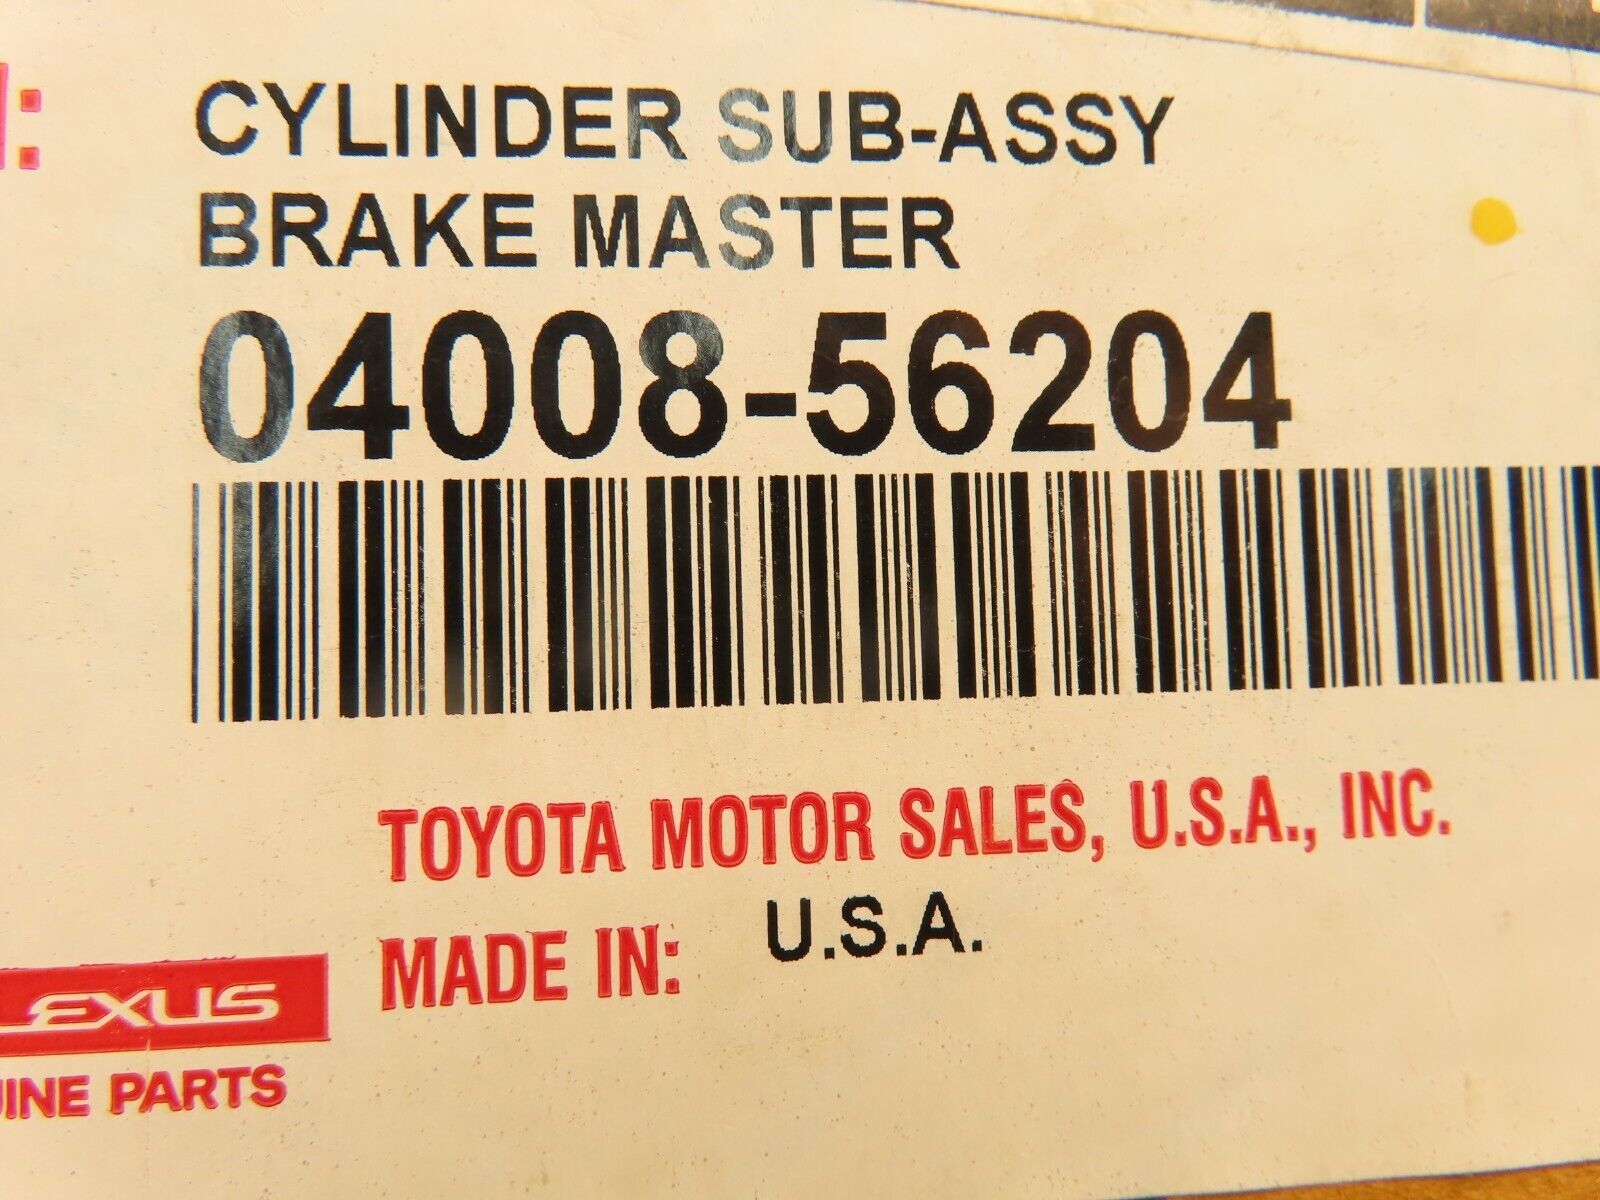 CYLINDER SUB-ASSY
BRAKE MASTER
04008-56204
TOYOTA MOTOR SALES, U.S.A., INC.
MADE IN: U.S.A.
LEXUS
PARTS